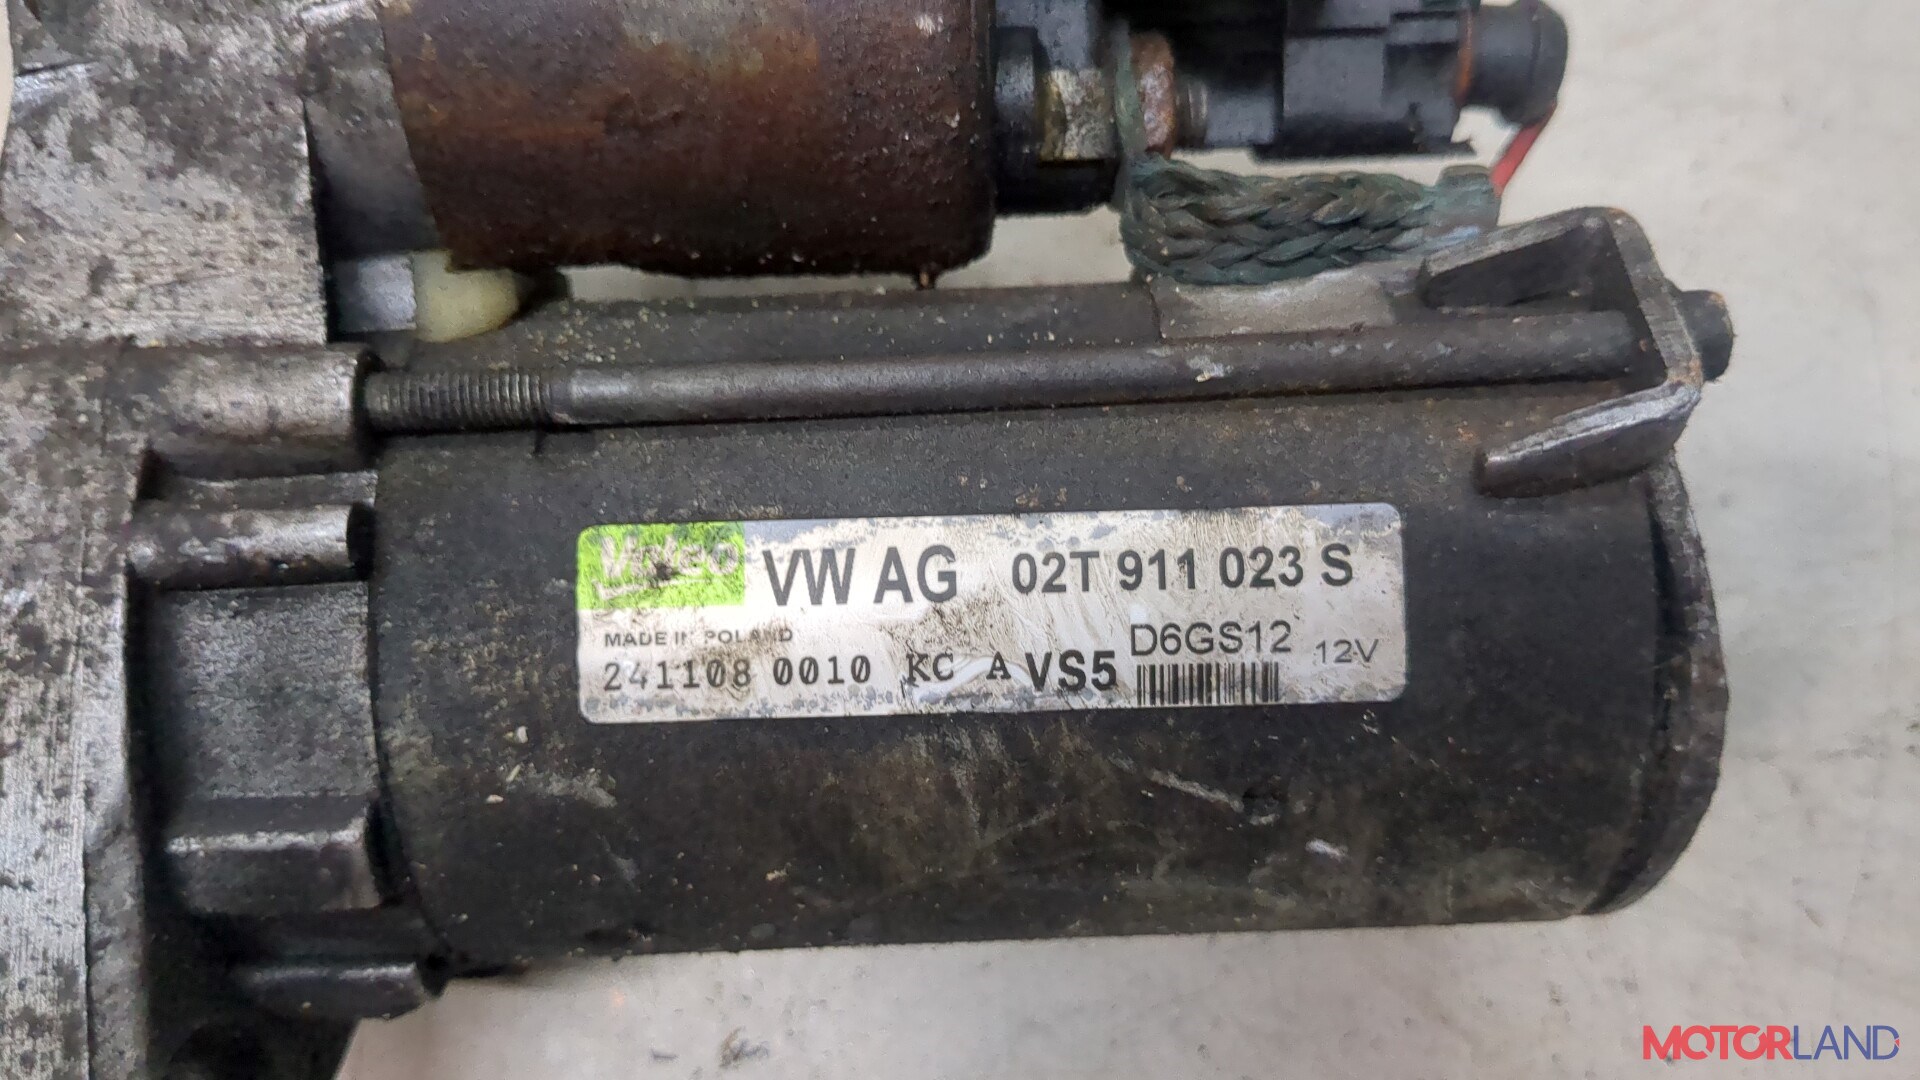 Valeo VW AG 02T 911 023 S
MADE IN POLAND D6GS12 12V
241108 0010 KC A VS5
MOTORLAND